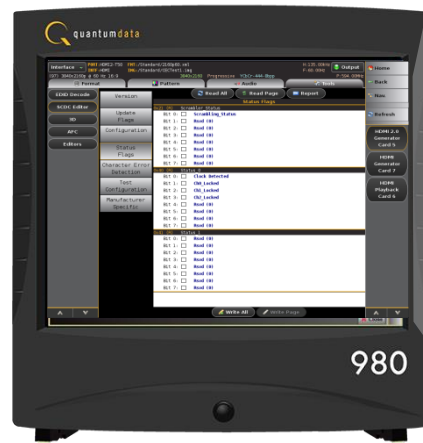 quantumdata
Interface
Format
Pattern
Audio
Tools
Output
Home
Back
Nav.
Refresh
HDMI 2.0
Generator
Card 5
HDMI
Generator
Card 7
HDMI
Playback
Card 6
CDID Decode
SCDC Editor
3D
APC
Editors
Version
Update
Flags
Configuration
Status
Flags
Character Error
Detection
Test
Configuration
Manufacturer
Specific
Read All
Read Page
Report
Status Flags
Scrambler_Status
BIT 0: Scrambling_Status
BIT 1: Read (0)
BIT 2: Read (0)
BIT 3: Read (0)
BIT 4: Read (0)
BIT 5: Read (0)
BIT 6: Read (0)
BIT 7: Read (0)
Status_0
BIT 0: Clock Detected
BIT 1: Ch0_Locked
BIT 2: Ch1_Locked
BIT 3: Ch2_Locked
BIT 4: Read (0)
BIT 5: Read (0)
BIT 6: Read (0)
BIT 7: Read (0)
Status_1
BIT 0: Read (0)
BIT 1: Read (0)
BIT 2: Read (0)
BIT 3: Read (0)
BIT 4: Read (0)
BIT 5: Read (0)
BIT 6: Read (0)
BIT 7: Read (0)
Write All
Write Page
Close
980